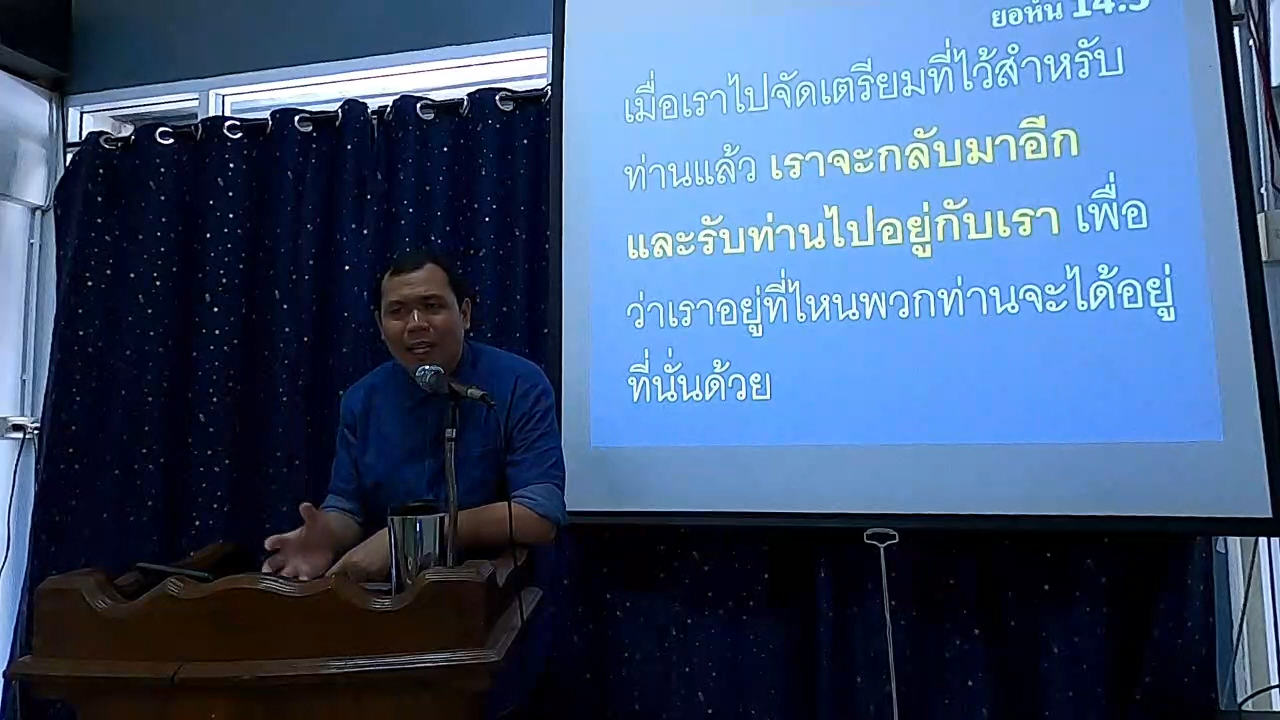 ยอห์น 14:3
เมื่อเราไปจัดเตรียมที่ไว้สำหรับ
ท่านแล้ว เราจะกลับมาอีก
และรับท่านไปอยู่กับเรา เพื่อ
ว่าเราอยู่ที่ไหนพวกท่านจะได้อยู่
ที่นั่นด้วย